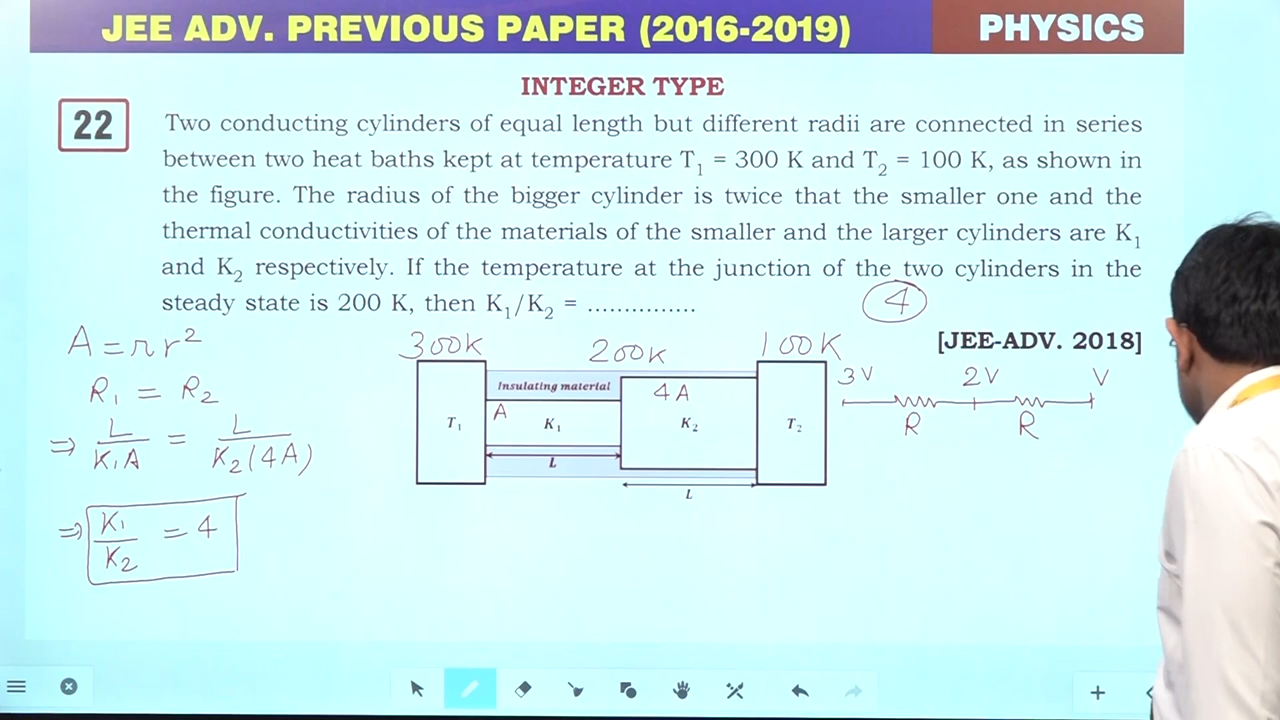 JEE ADV. PREVIOUS PAPER (2016-2019)
PHYSICS
INTEGER TYPE
22
Two conducting cylinders of equal length but different radii are connected in series
between two heat baths kept at temperature T₁ = 300 K and T₂ = 100 K, as shown in
the figure. The radius of the bigger cylinder is twice that the smaller one and the
thermal conductivities of the materials of the smaller and the larger cylinders are K₁
and K₂ respectively. If the temperature at the junction of the two cylinders in the
steady state is 200 K, then K₁/K₂ = ...............
4
[JEE-ADV. 2018]
A = πr²
R₁ = R₂
⇒ L/K₁A = L/K₂(4A)
⇒ K₁/K₂ = 4
300K 200K 100K
Insulating material
4A
A
T₁ K₁ K₂ T₂
L
L
3V 2V V
R R